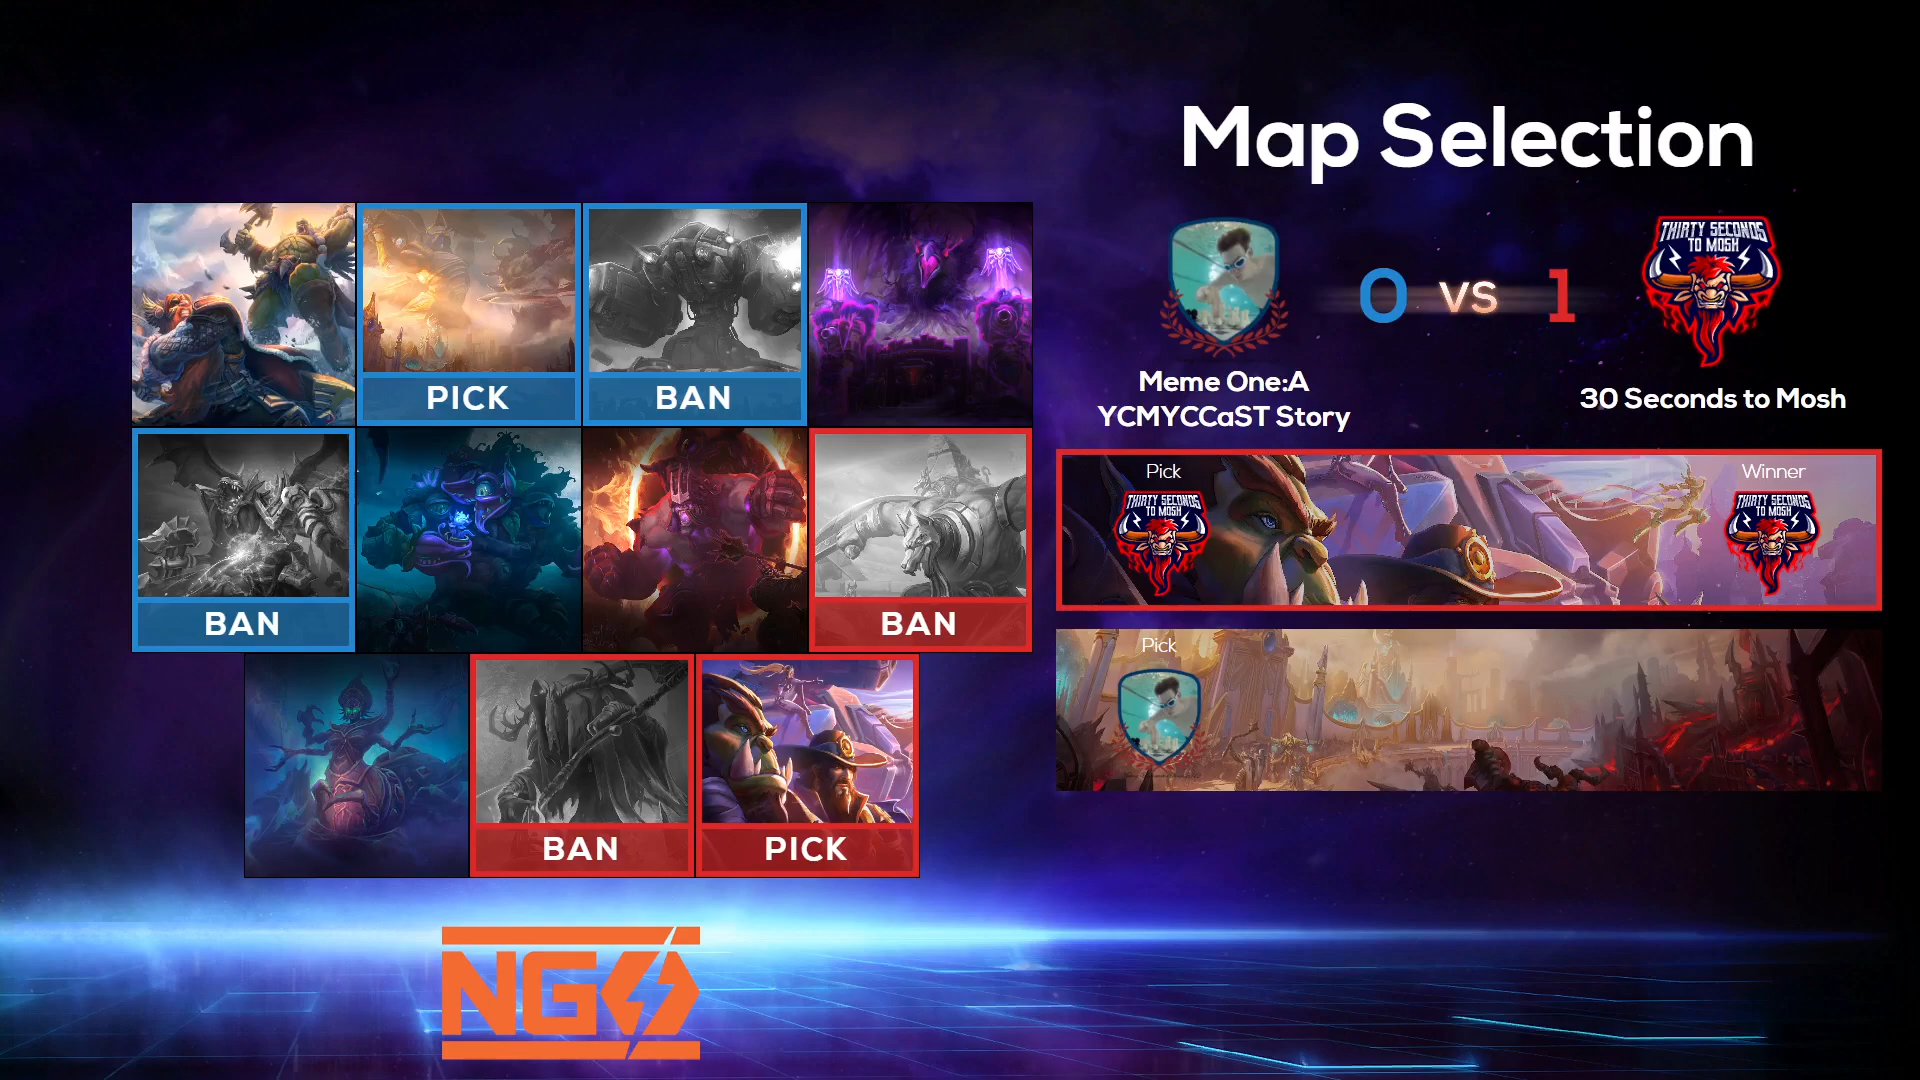 Map Selection
THIRTY SECONDS
TO MOSH
0 VS 1
Meme One:A
YCMYCCaST Story
30 Seconds to Mosh
PICK
BAN
Pick
THIRTY SECONDS
TO MOSH
Winner
THIRTY SECONDS
TO MOSH
BAN
BAN
Pick
BAN
PICK
NGO